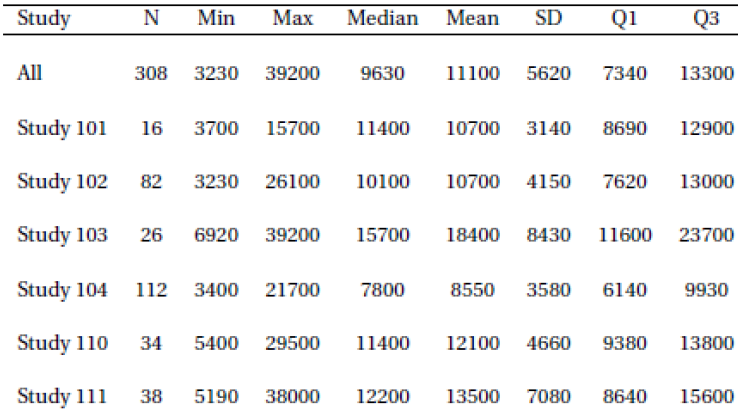 Study N Min Max Median Mean SD Q1 Q3
All 308 3230 39200 9630 11100 5620 7340 13300
Study 101 16 3700 15700 11400 10700 3140 8690 12900
Study 102 82 3230 26100 10100 10700 4150 7620 13000
Study 103 26 6920 39200 15700 18400 8430 11600 23700
Study 104 112 3400 21700 7800 8550 3580 6140 9930
Study 110 34 5400 29500 11400 12100 4660 9380 13800
Study 111 38 5190 38000 12200 13500 7080 8640 15600